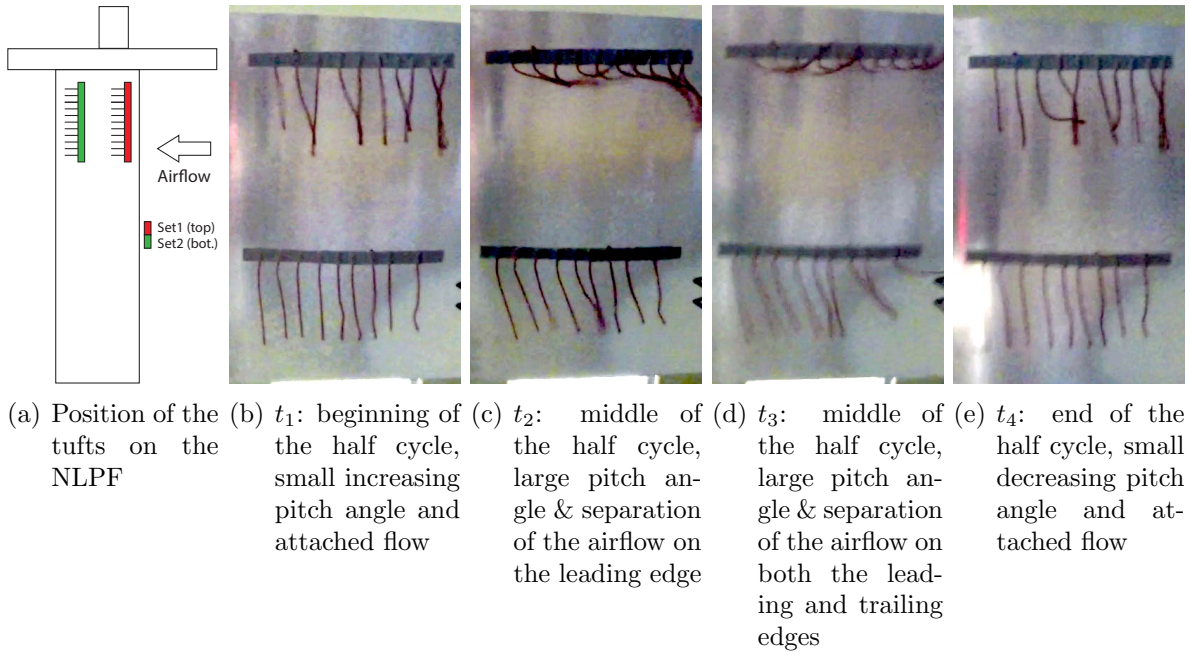 Airflow
Set1 (top)
Set2 (bot.)
(a) Position of the
tufts on the
NLPF
(b) t₁: beginning of
the half cycle,
small increasing
pitch angle and
attached flow
(c) t₂: middle of
the half cycle,
large pitch an-
gle & separation
of the airflow on
the leading edge
(d) t₃: middle of
the half cycle,
large pitch an-
gle & separation
of the airflow on
both the lead-
ing and trailing
edges
(e) t₄: end of the
half cycle, small
decreasing pitch
angle and at-
tached flow